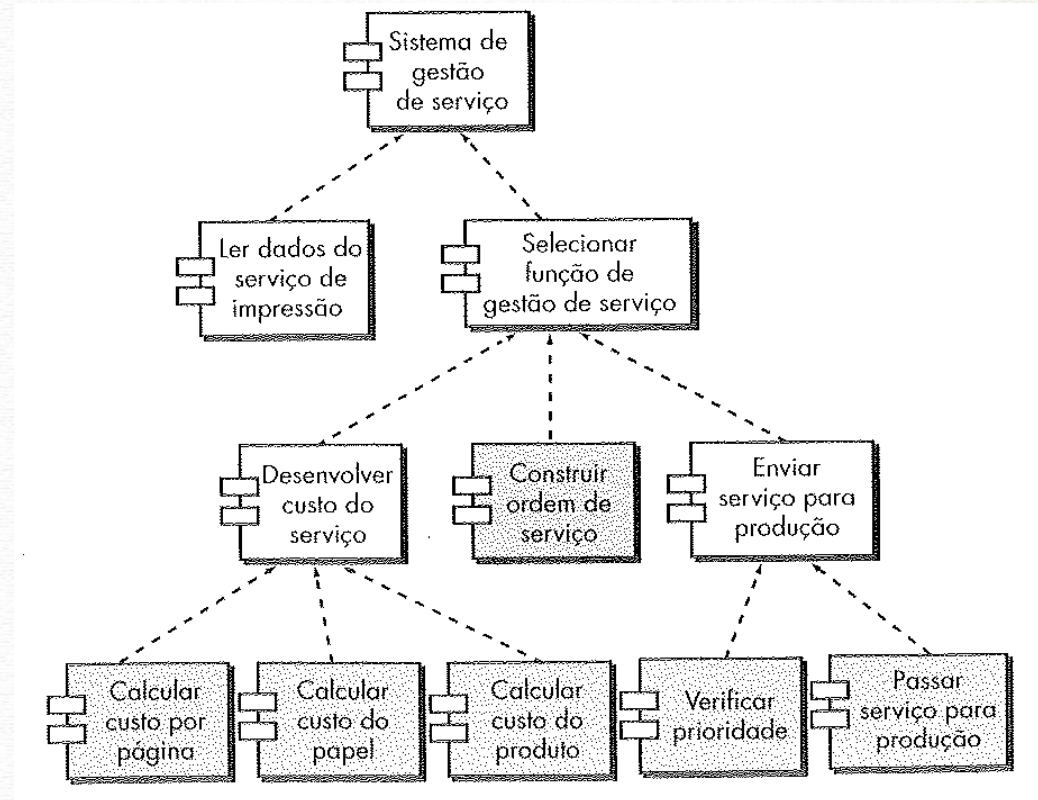 Sistema de
gestão
de serviço
Ler dados do
serviço de
impressão
Selecionar
função de
gestão de serviço
Desenvolver
custo do
serviço
Construir
ordem de
serviço
Enviar
serviço para
produção
Calcular
custo por
página
Calcular
custo do
papel
Calcular
custo do
produto
Verificar
prioridade
Passar
serviço para
produção